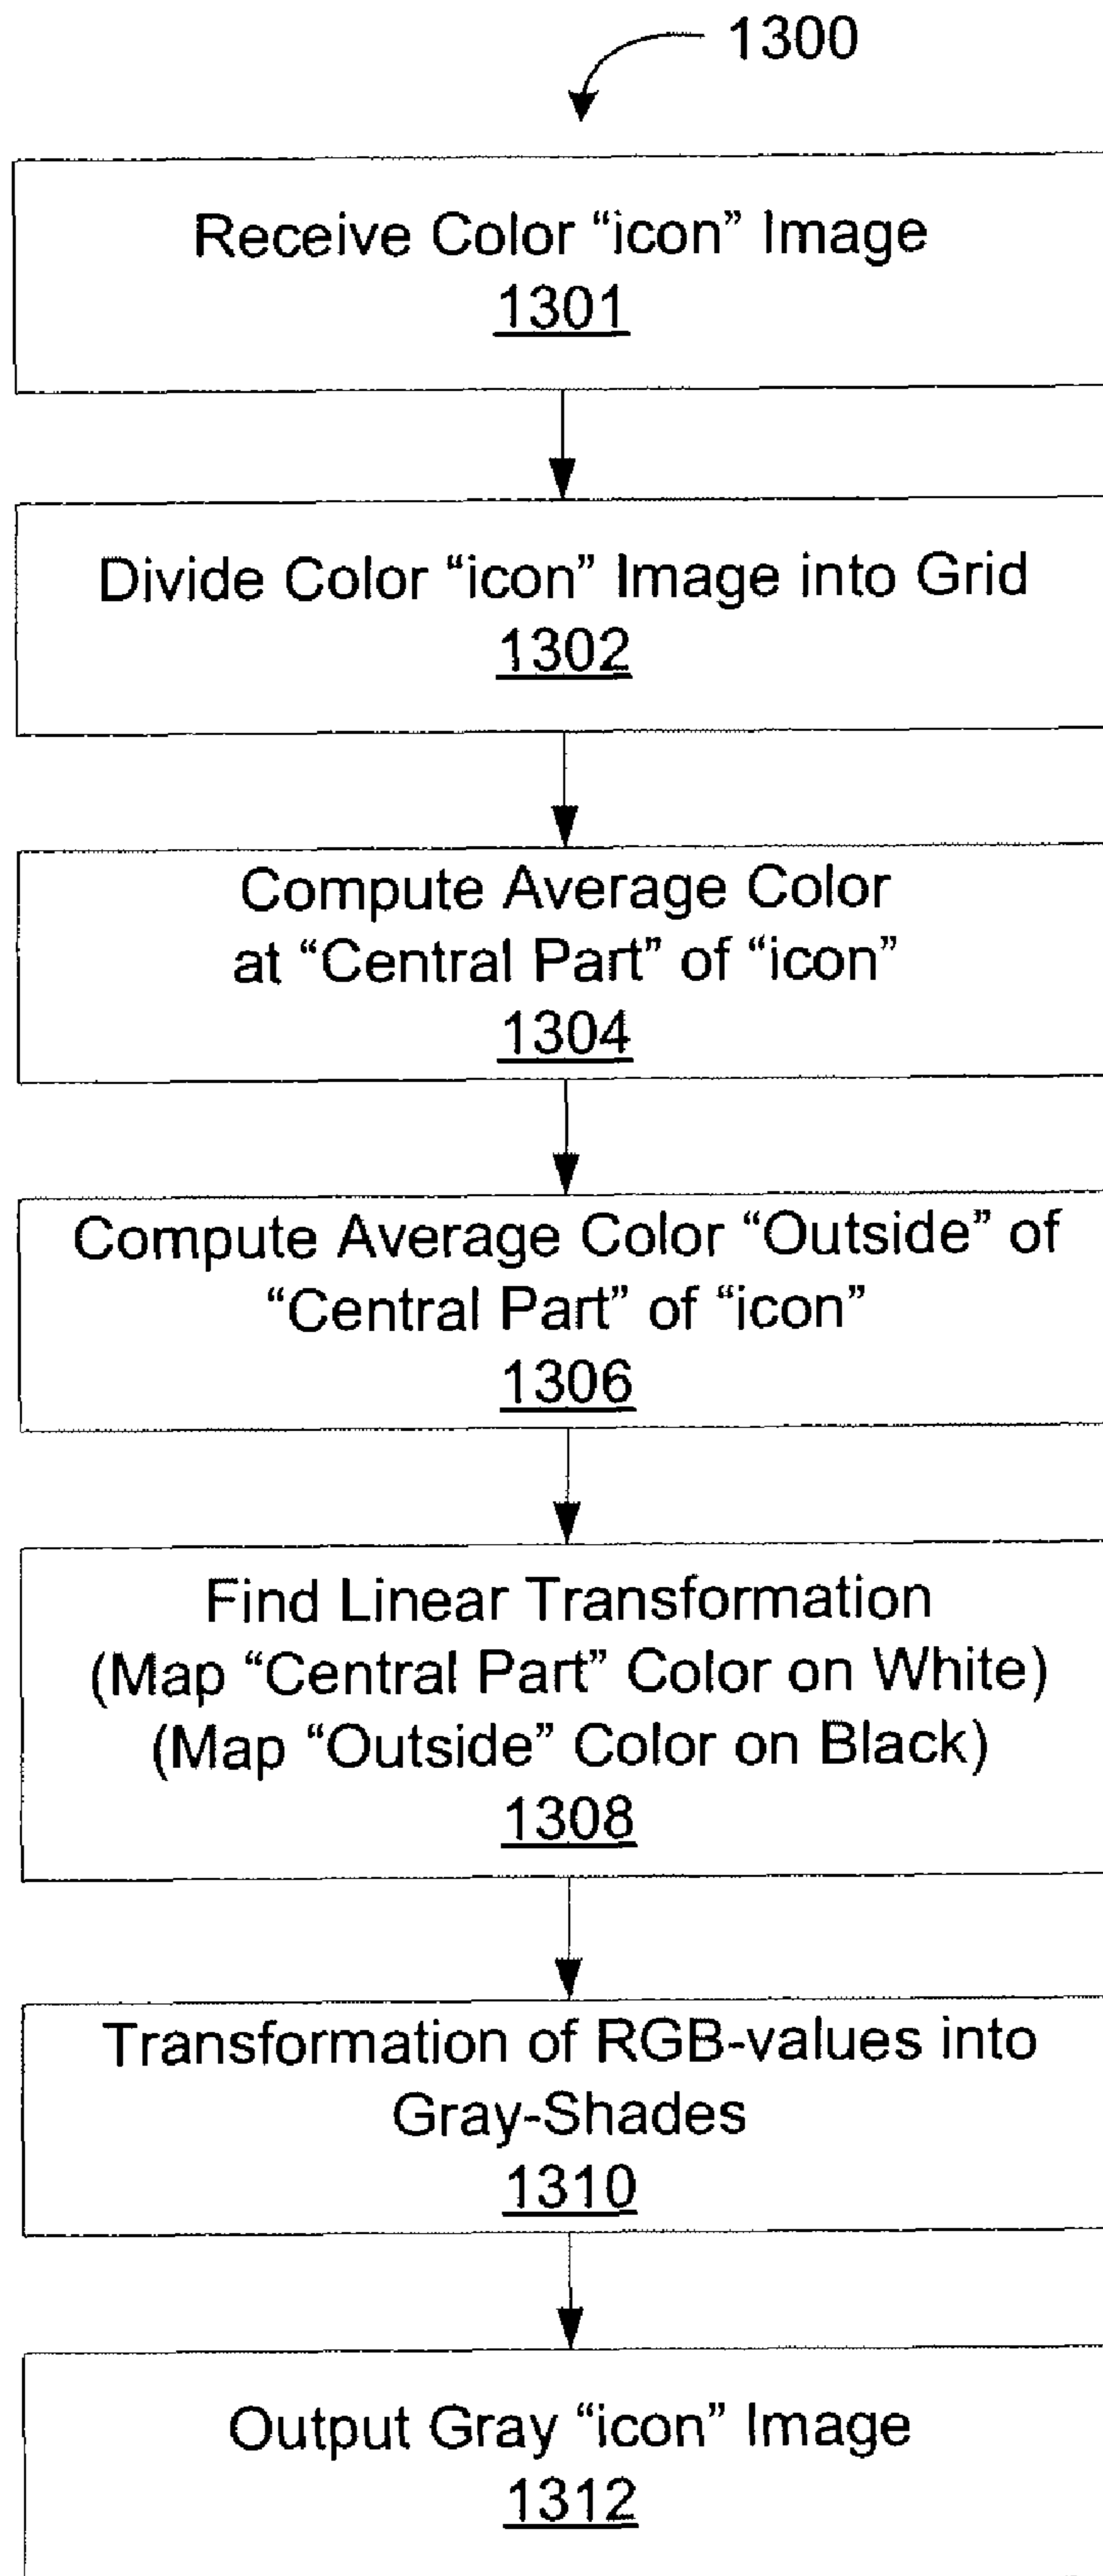 1300
Receive Color “icon” Image
1301
Divide Color “icon” Image into Grid
1302
Compute Average Color
at “Central Part” of “icon”
1304
Compute Average Color “Outside” of
“Central Part” of “icon”
1306
Find Linear Transformation
(Map “Central Part” Color on White)
(Map “Outside” Color on Black)
1308
Transformation of RGB-values into
Gray-Shades
1310
Output Gray “icon” Image
1312